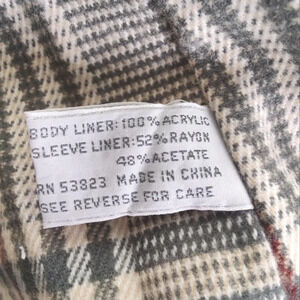 BODY LINER: 100% ACRYLIC
SLEEVE LINER: 52% RAYON
48% ACETATE
RN 53823 MADE IN CHINA
SEE REVERSE FOR CARE